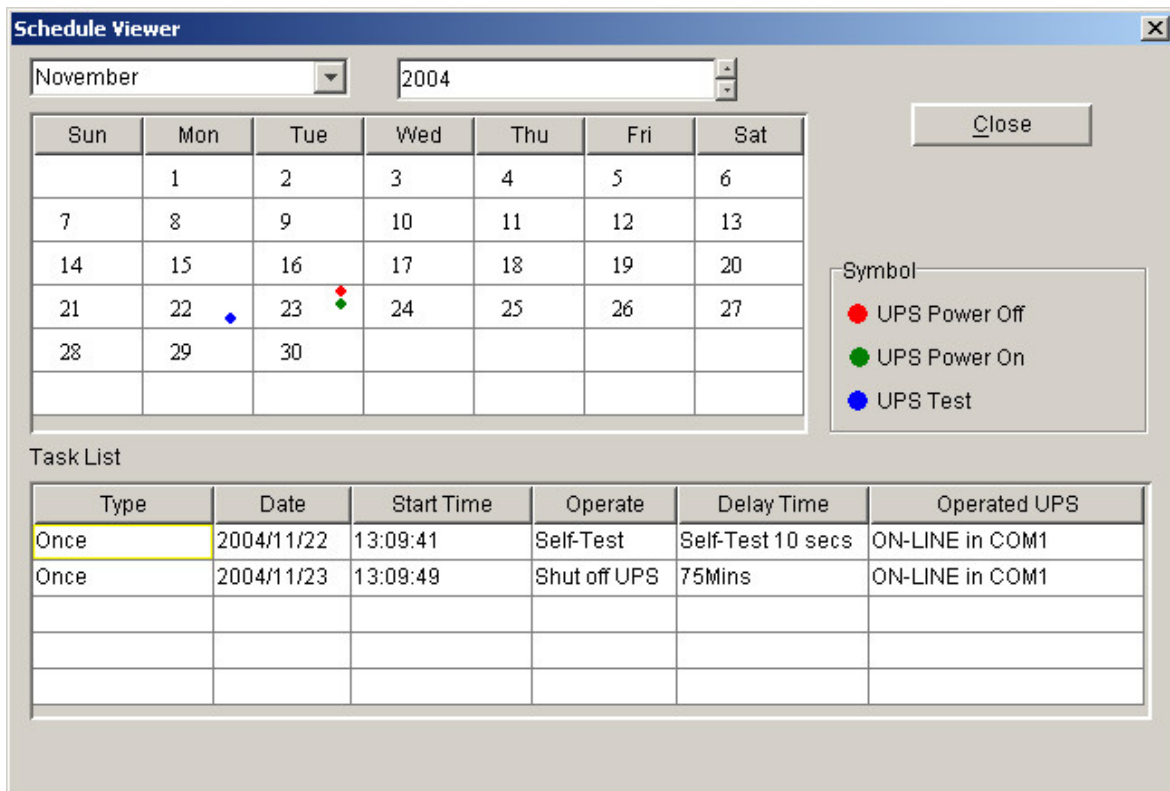 Schedule Viewer
November 2004
Close
Sun Mon Tue Wed Thu Fri Sat
1 2 3 4 5 6
7 8 9 10 11 12 13
14 15 16 17 18 19 20
21 22 23 24 25 26 27
28 29 30
Symbol
UPS Power Off
UPS Power On
UPS Test
Task List
Type Date Start Time Operate Delay Time Operated UPS
Once 2004/11/22 13:09:41 Self-Test Self-Test 10 secs ON-LINE in COM1
Once 2004/11/23 13:09:49 Shut off UPS 75Mins ON-LINE in COM1